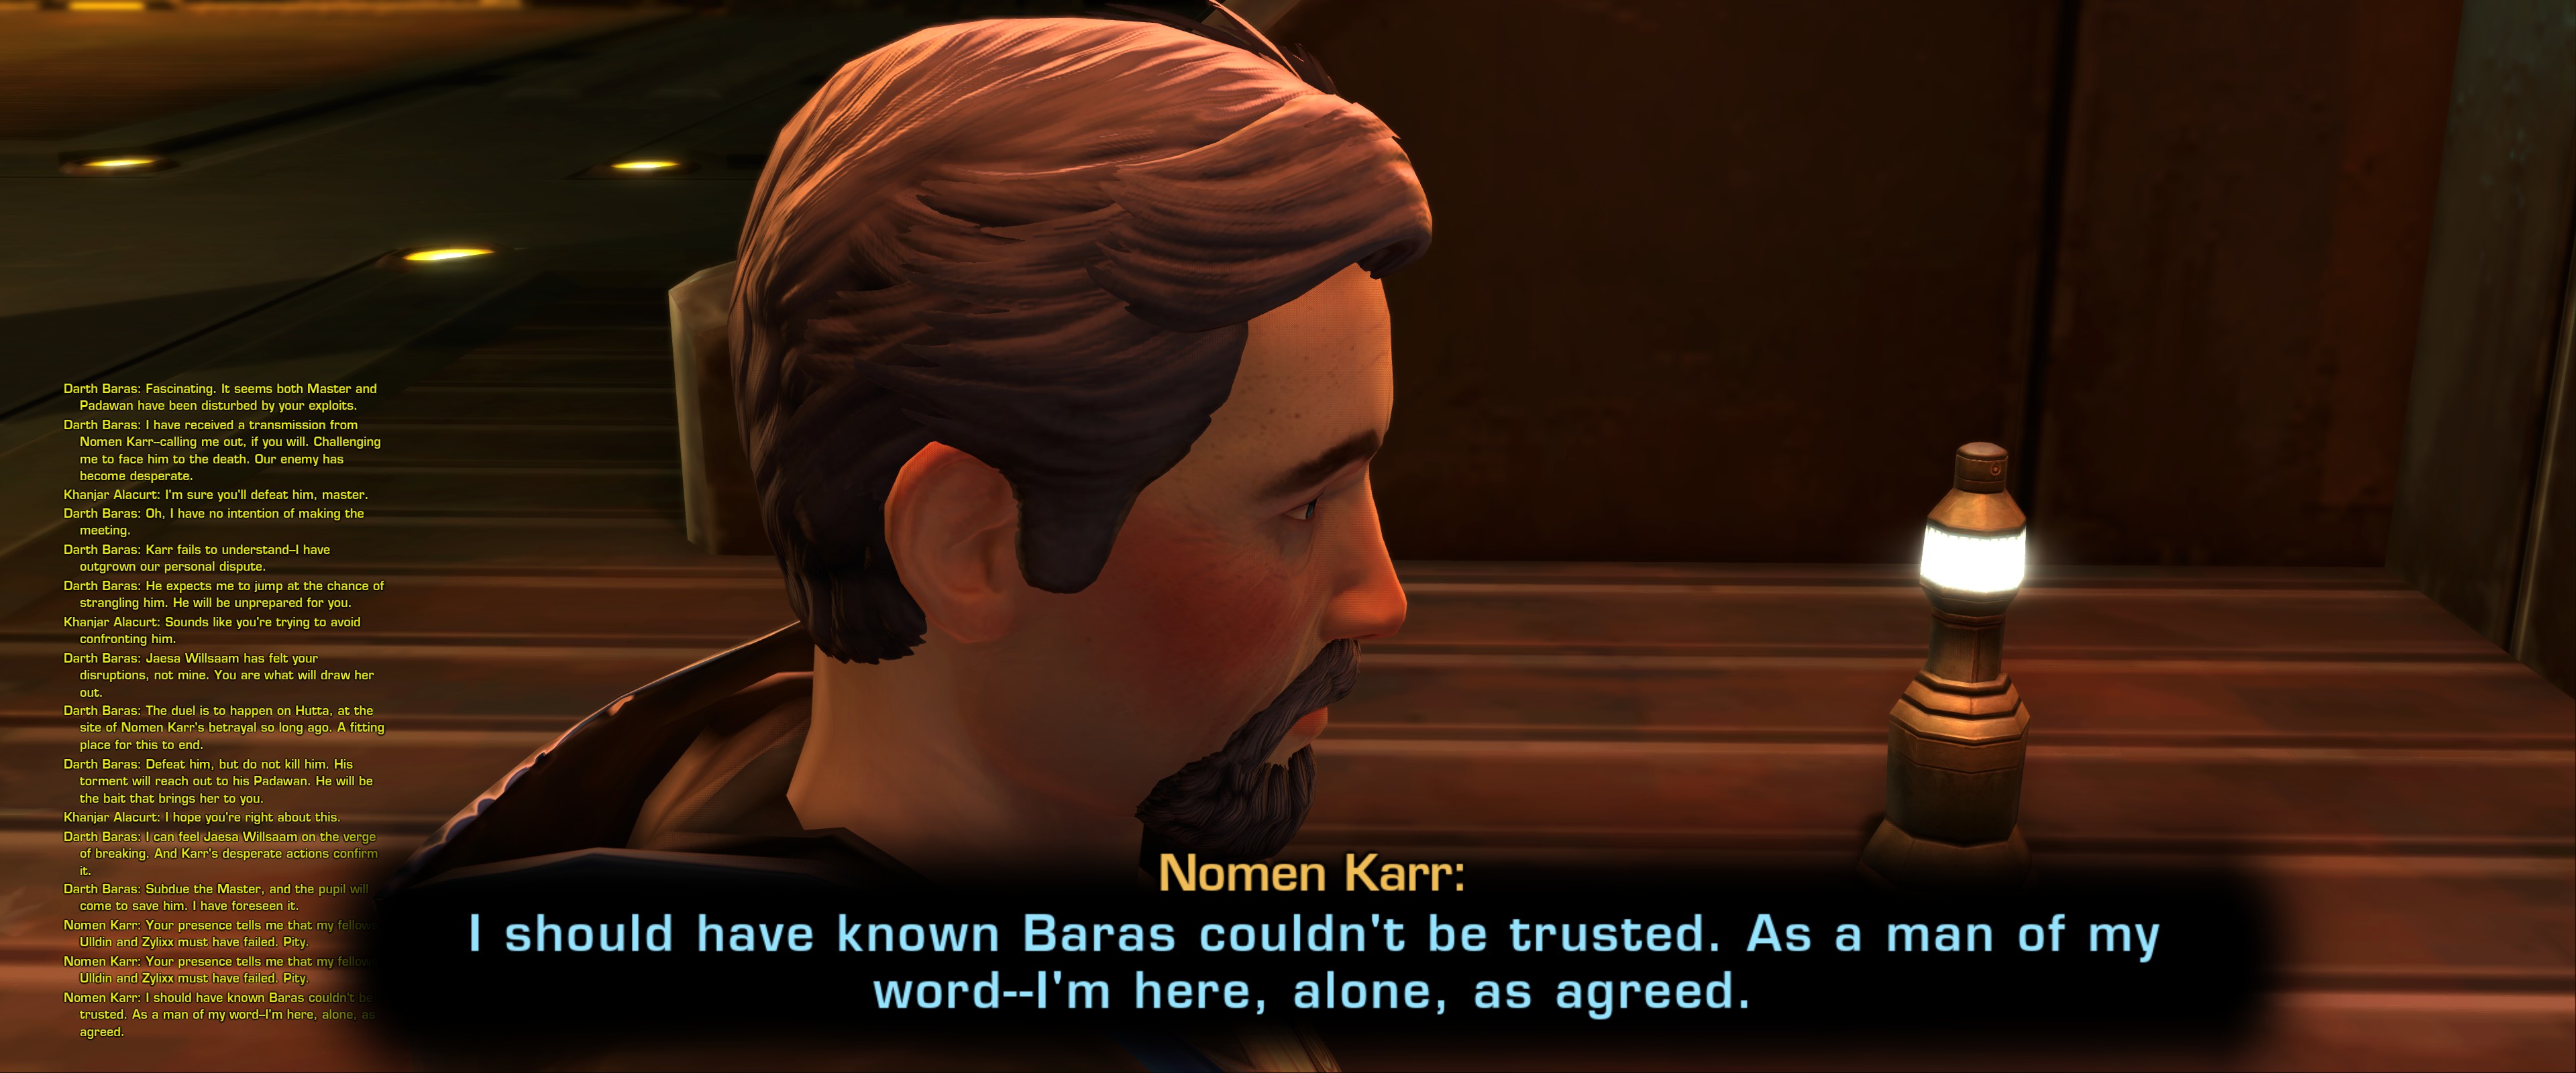 Darth Baras: Fascinating. It seems both Master and
Padawan have been disturbed by your exploits.
Darth Baras: I have received a transmission from
Nomen Karr--calling me out, if you will. Challenging
me to face him to the death. Our enemy has
become desperate.
Khanjar Alacurt: I'm sure you'll defeat him, master.
Darth Baras: Oh, I have no intention of making the
meeting.
Darth Baras: Karr fails to understand--I have
outgrown our personal dispute.
Darth Baras: He expects me to jump at the chance of
strangling him. He will be unprepared for you.
Khanjar Alacurt: Sounds like you're trying to avoid
confronting him.
Darth Baras: Jaesa Willsaam has felt your
disruptions, not mine. You are what will draw her
out.
Darth Baras: The duel is to happen on Hutta, at the
site of Nomen Karr's betrayal so long ago. A fitting
place for this to end.
Darth Baras: Defeat him, but do not kill him. His
torment will reach out to his Padawan. He will be
the bait that brings her to you.
Khanjar Alacurt: I hope you're right about this.
Darth Baras: I can feel Jaesa Willsaam on the verge
of breaking. And Karr's desperate actions confirm
it.
Darth Baras: Subdue the Master, and the pupil will
come to save him. I have foreseen it.
Nomen Karr: Your presence tells me that my fellows
Ulldin and Zylixx must have failed. Pity.
Nomen Karr: Your presence tells me that my fellows
Ulldin and Zylixx must have failed. Pity.
Nomen Karr: I should have known Baras couldn't be
trusted. As a man of my word--I'm here, alone, as
agreed.
Nomen Karr:
I should have known Baras couldn't be trusted. As a man of my
word--I'm here, alone, as agreed.